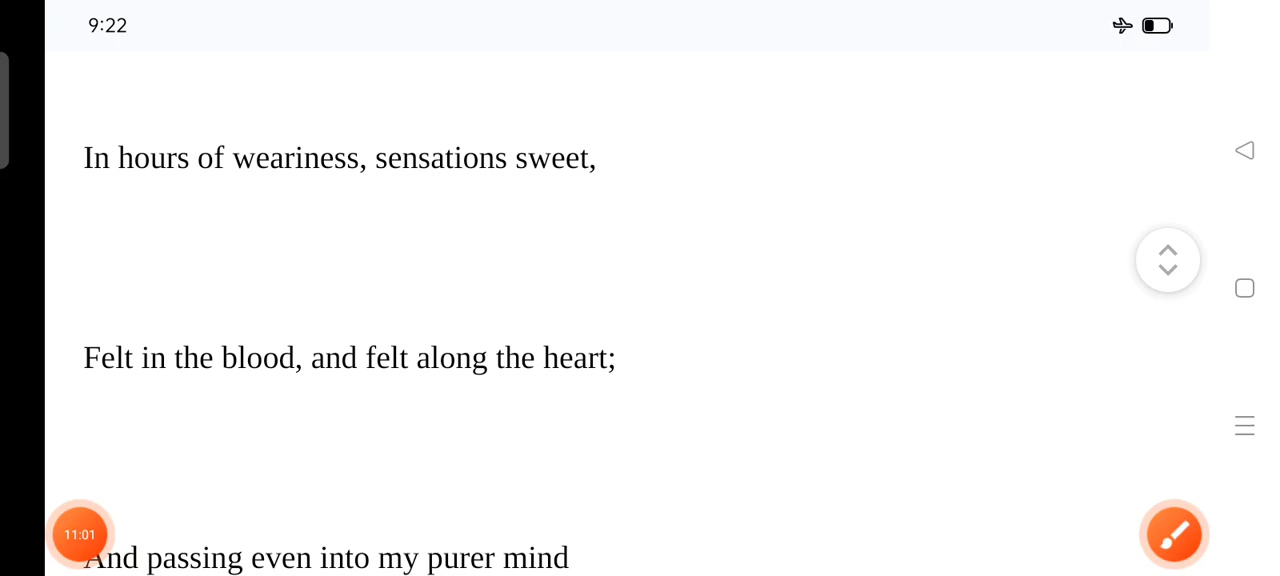 9:22
In hours of weariness, sensations sweet,
Felt in the blood, and felt along the heart;
11:01
And passing even into my purer mind